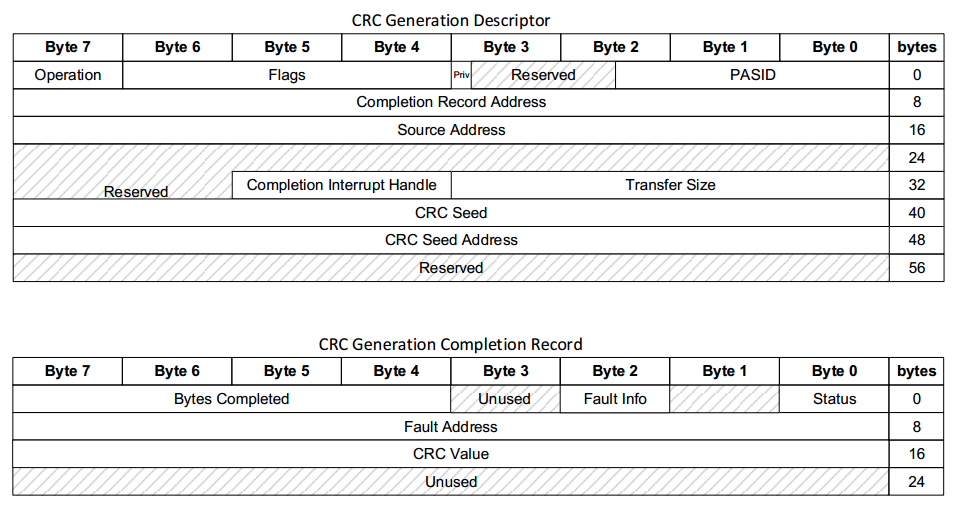 CRC Generation Descriptor
Byte 7 Byte 6 Byte 5 Byte 4 Byte 3 Byte 2 Byte 1 Byte 0 bytes
Operation Flags Priv Reserved PASID 0
Completion Record Address 8
Source Address 16
24
Completion Interrupt Handle Transfer Size 32
Reserved
CRC Seed 40
CRC Seed Address 48
Reserved 56
CRC Generation Completion Record
Byte 7 Byte 6 Byte 5 Byte 4 Byte 3 Byte 2 Byte 1 Byte 0 bytes
Bytes Completed Unused Fault Info Status 0
Fault Address 8
CRC Value 16
Unused 24